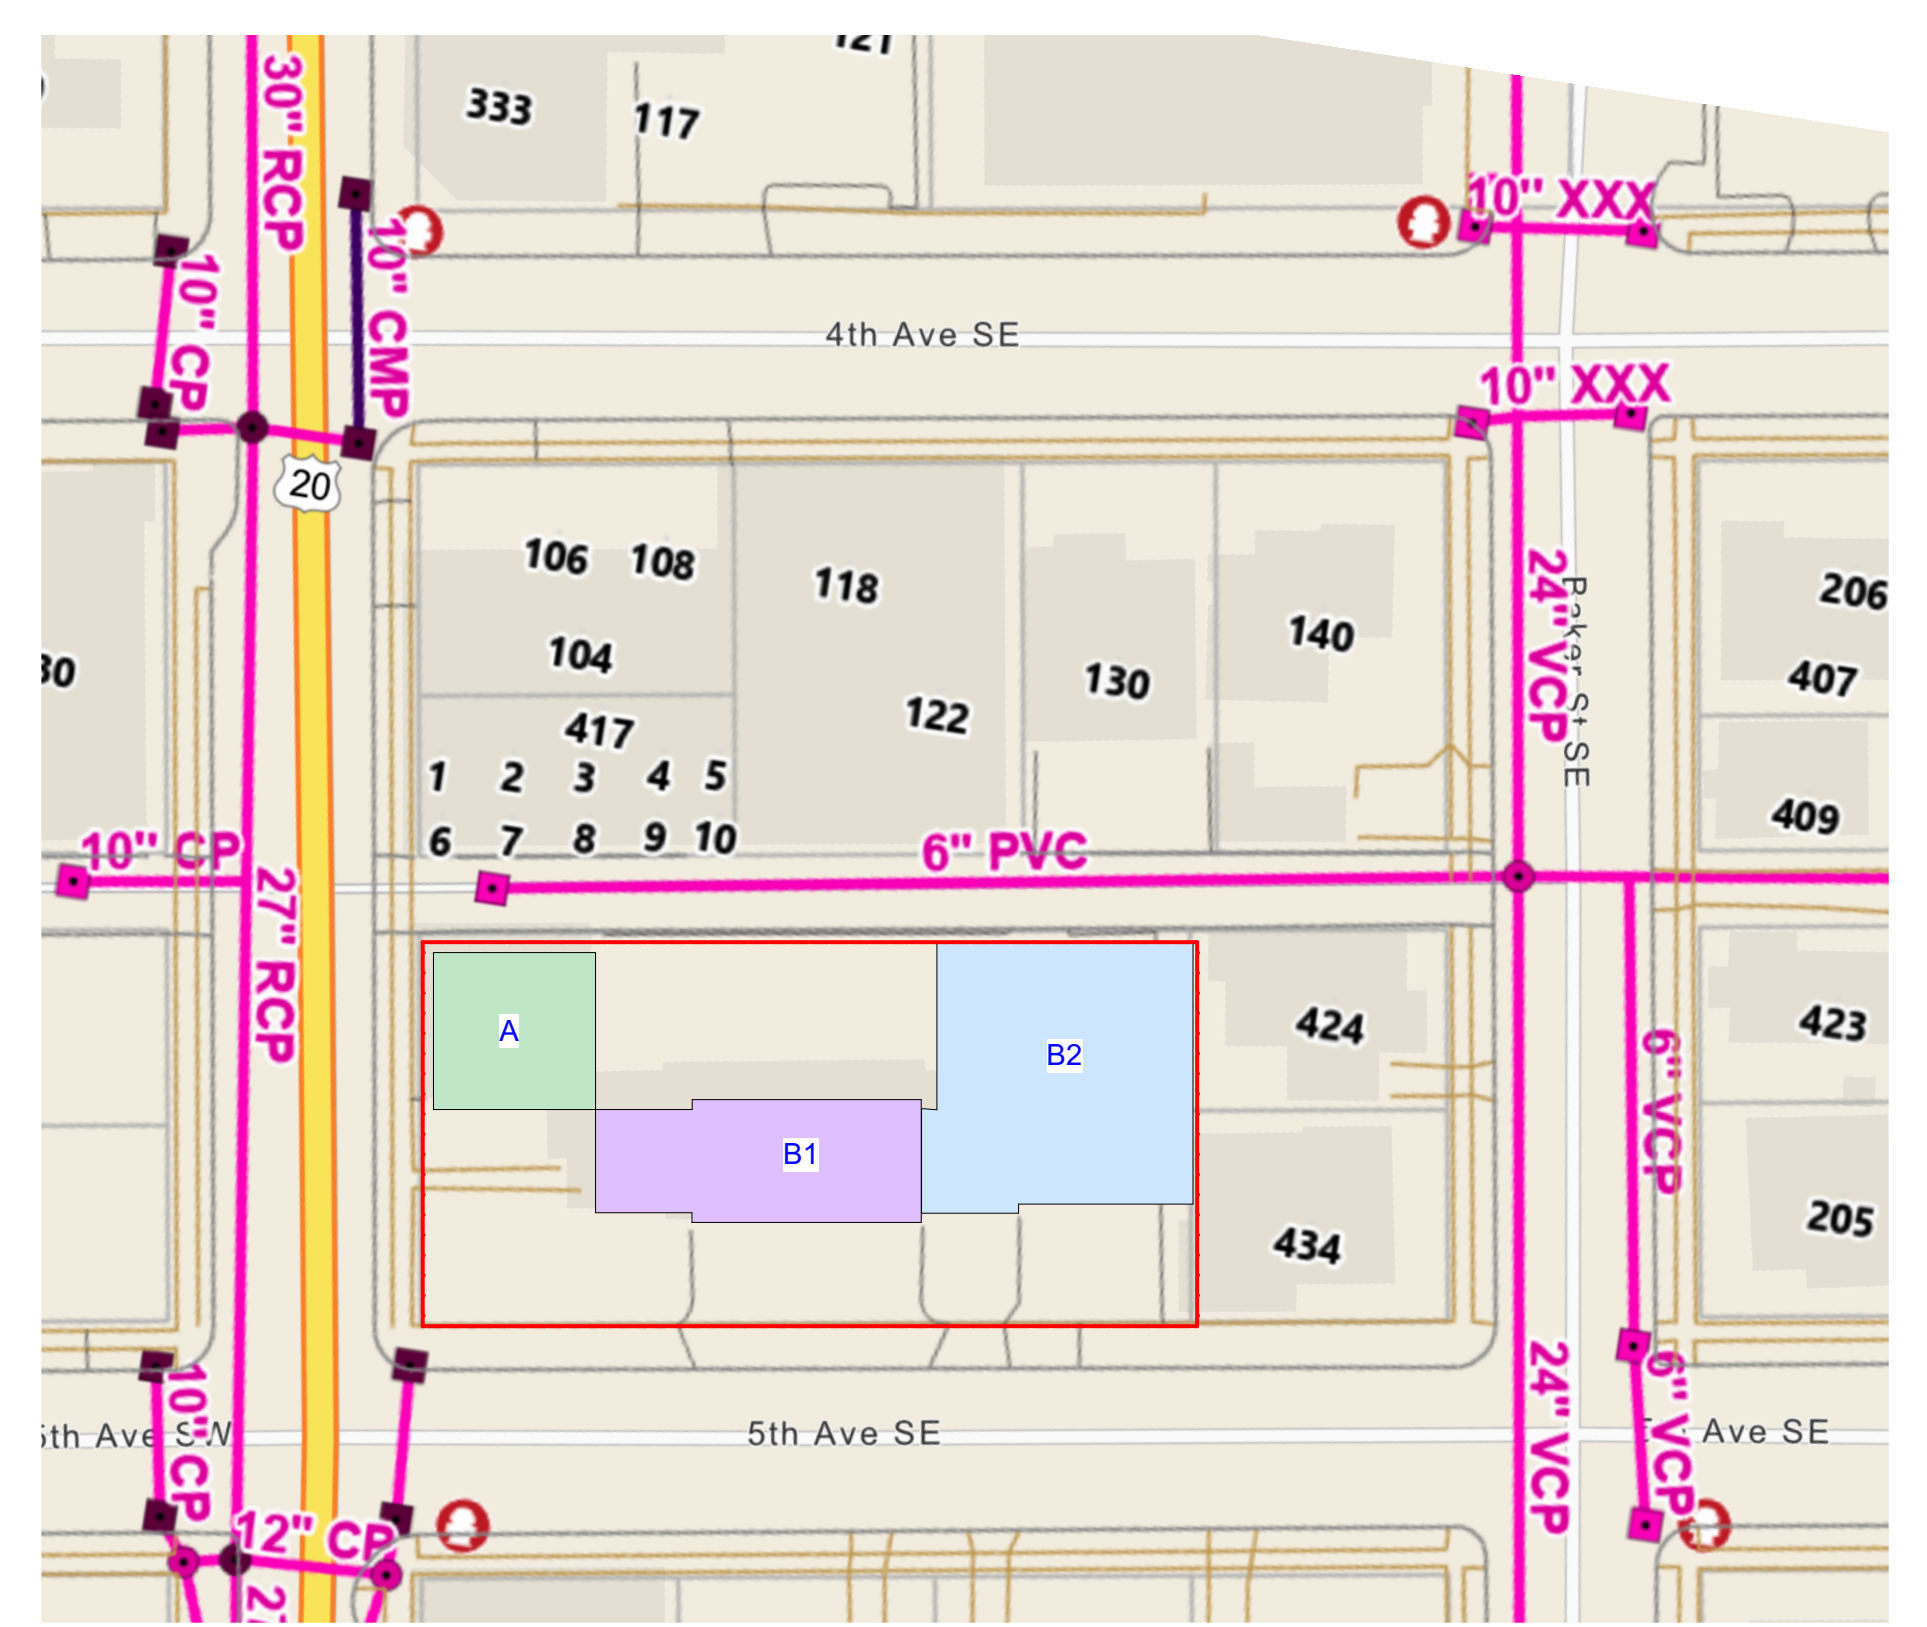 333
117
30" RCP
10" XXX
10" CP
10" CMP
4th Ave SE
10" XXX
20
106 108
118
206
24" VCP
Baker St SE
104
140
130
407
417
122
1 2 3 4 5
6 7 8 9 10
409
10" CP
6" PVC
27" RCP
A
B2
424
423
6" VCP
B1
205
434
10" CP
24" VCP
6" VCP
5th Ave SW
5th Ave SE
Ave SE
12" CP